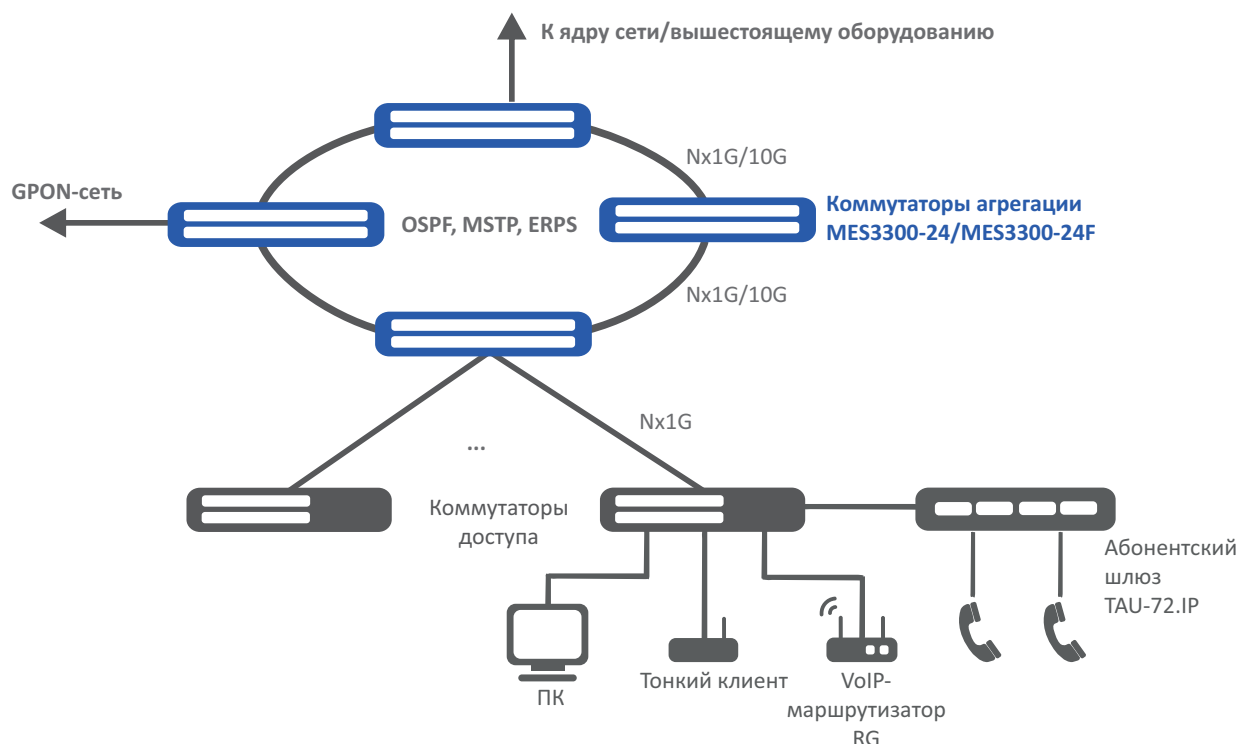 К ядру сети/вышестоящему оборудованию
Nx1G/10G
GPON-сеть
OSPF, MSTP, ERPS
Коммутаторы агрегации
MES3300-24/MES3300-24F
Nx1G/10G
Nx1G
...
Коммутаторы
доступа
Абонентский
шлюз
TAU-72.IP
ПК
Тонкий клиент
VoIP-
маршрутизатор
RG